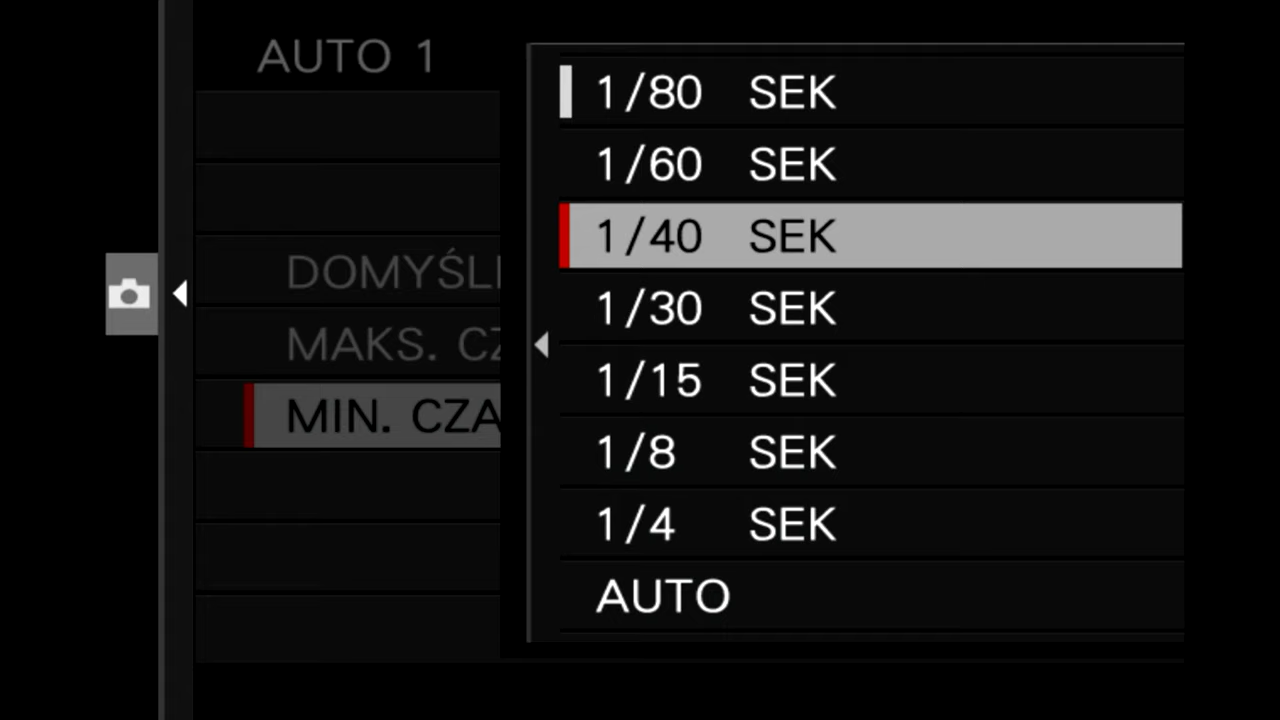 AUTO 1
DOMYŚL
MAKS. CZ
MIN. CZA
1/80 SEK
1/60 SEK
1/40 SEK
1/30 SEK
1/15 SEK
1/8 SEK
1/4 SEK
AUTO